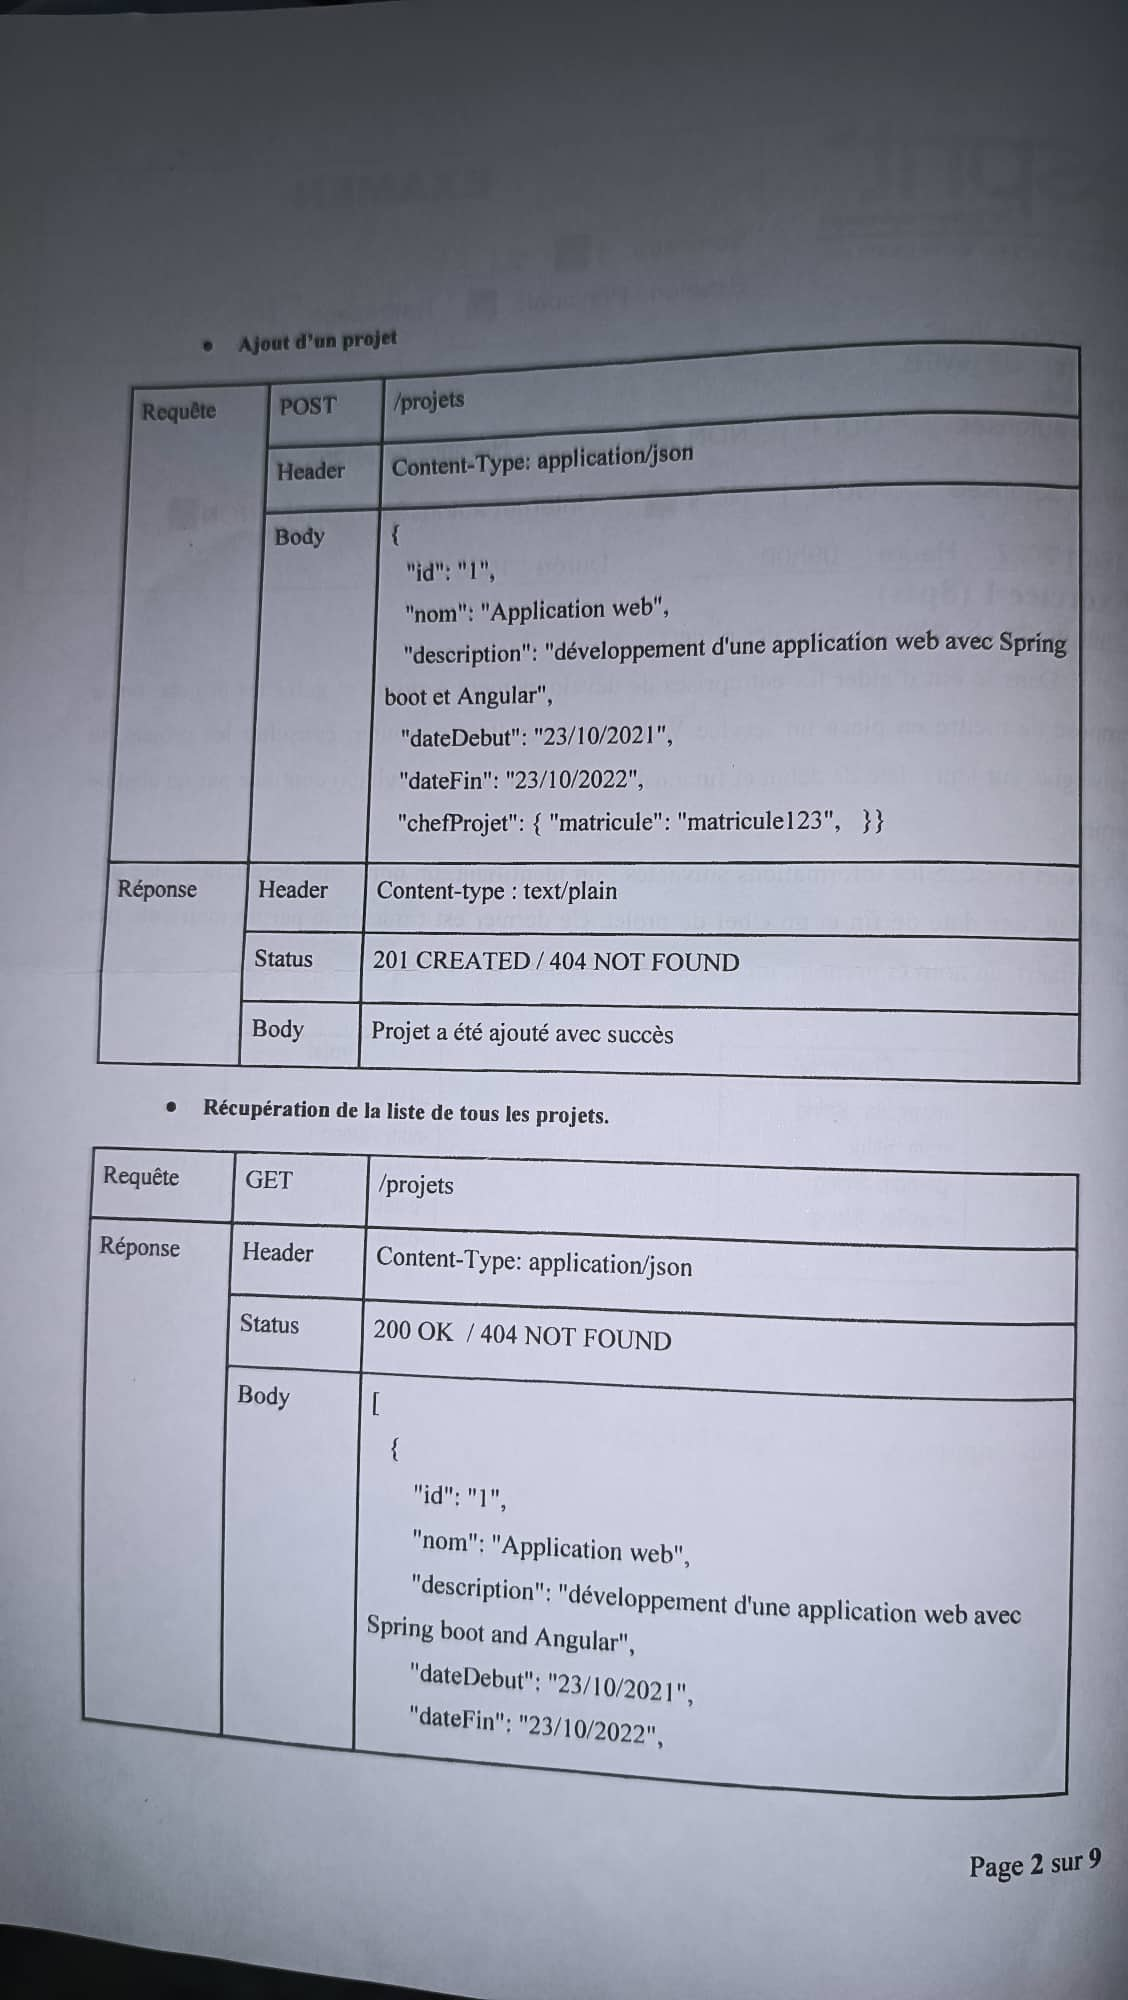 • Ajout d'un projet
Requête POST /projets
Header Content-Type: application/json
Body {
"id": "1",
"nom": "Application web",
"description": "développement d'une application web avec Spring
boot et Angular",
"dateDebut": "23/10/2021",
"dateFin": "23/10/2022",
"chefProjet": { "matricule": "matricule123", }}
Réponse Header Content-type : text/plain
Status 201 CREATED / 404 NOT FOUND
Body Projet a été ajouté avec succès
• Récupération de la liste de tous les projets.
Requête GET /projets
Réponse Header Content-Type: application/json
Status 200 OK / 404 NOT FOUND
Body [
{
"id": "1",
"nom": "Application web",
"description": "développement d'une application web avec
Spring boot and Angular",
"dateDebut": "23/10/2021",
"dateFin": "23/10/2022",
Page 2 sur 9